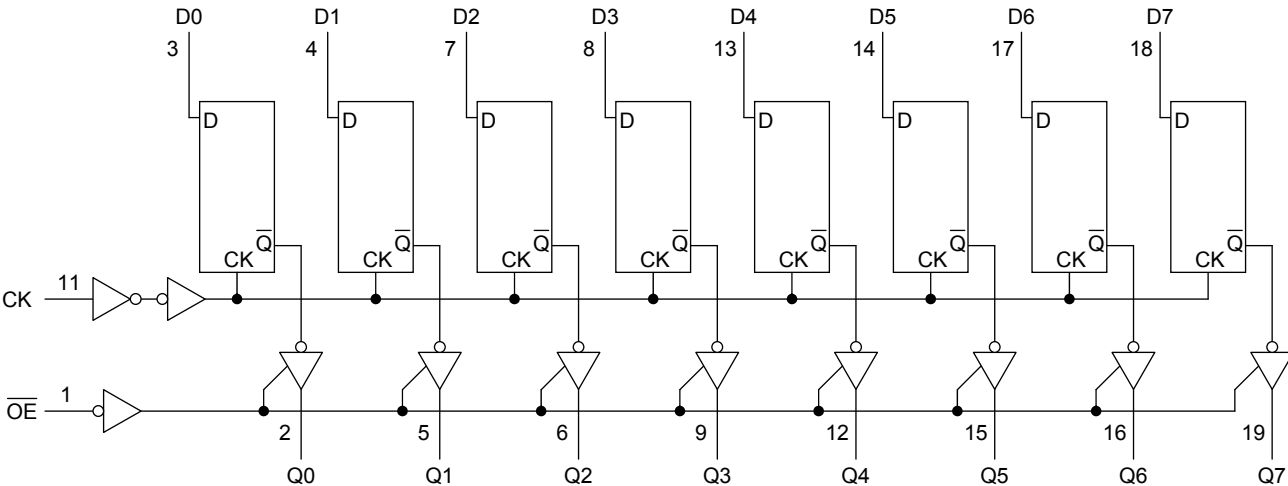 D0 D1 D2 D3 D4 D5 D6 D7
3 4 7 8 13 14 17 18
D D D D D D D D
Q̅ Q̅ Q̅ Q̅ Q̅ Q̅ Q̅ Q̅
CK CK CK CK CK CK CK CK
CK 11
O̅E̅ 1
2 5 6 9 12 15 16 19
Q0 Q1 Q2 Q3 Q4 Q5 Q6 Q7